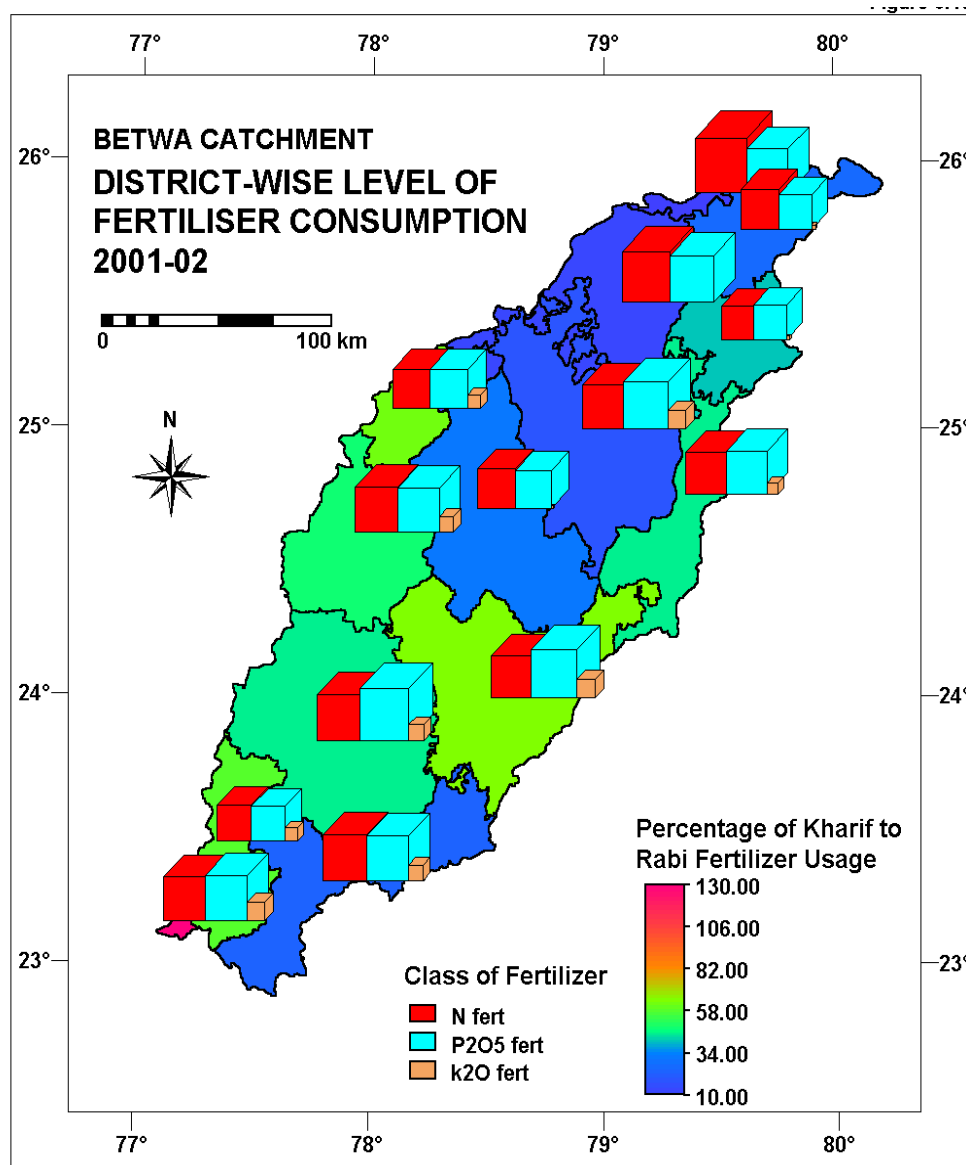 77°
78°
79°
80°
BETWA CATCHMENT
26°
26°
DISTRICT-WISE LEVEL OF
FERTILISER CONSUMPTION
2001-02
0
100 km
25°
25°
N
24°
24°
Percentage of Kharif to
Rabi Fertilizer Usage
130.00
106.00
82.00
58.00
34.00
10.00
23°
23°
Class of Fertilizer
N fert
P2O5 fert
k2O fert
77°
78°
79°
80°